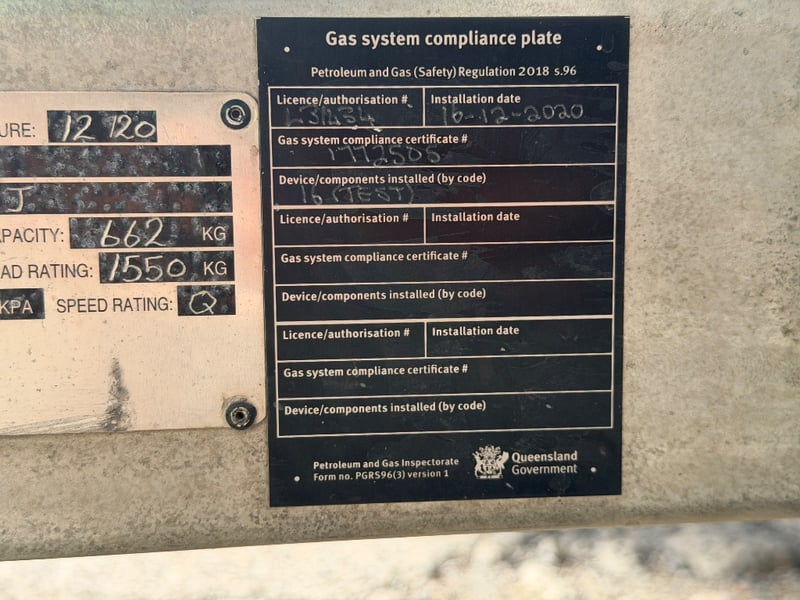 URE: 12 120
J
APACITY: 662 KG
AD RATING: 1550 KG
KPA SPEED RATING: Q
Gas system compliance plate
Petroleum and Gas (Safety) Regulation 2018 s.96
Licence/authorisation # Installation date
16-12-2020
Gas system compliance certificate #
1772505
Device/components installed (by code)
16 (TEST)
Licence/authorisation # Installation date
Gas system compliance certificate #
Device/components installed (by code)
Licence/authorisation # Installation date
Gas system compliance certificate #
Device/components installed (by code)
Petroleum and Gas Inspectorate
Form no. PGRS96(3) version 1
Queensland
Government